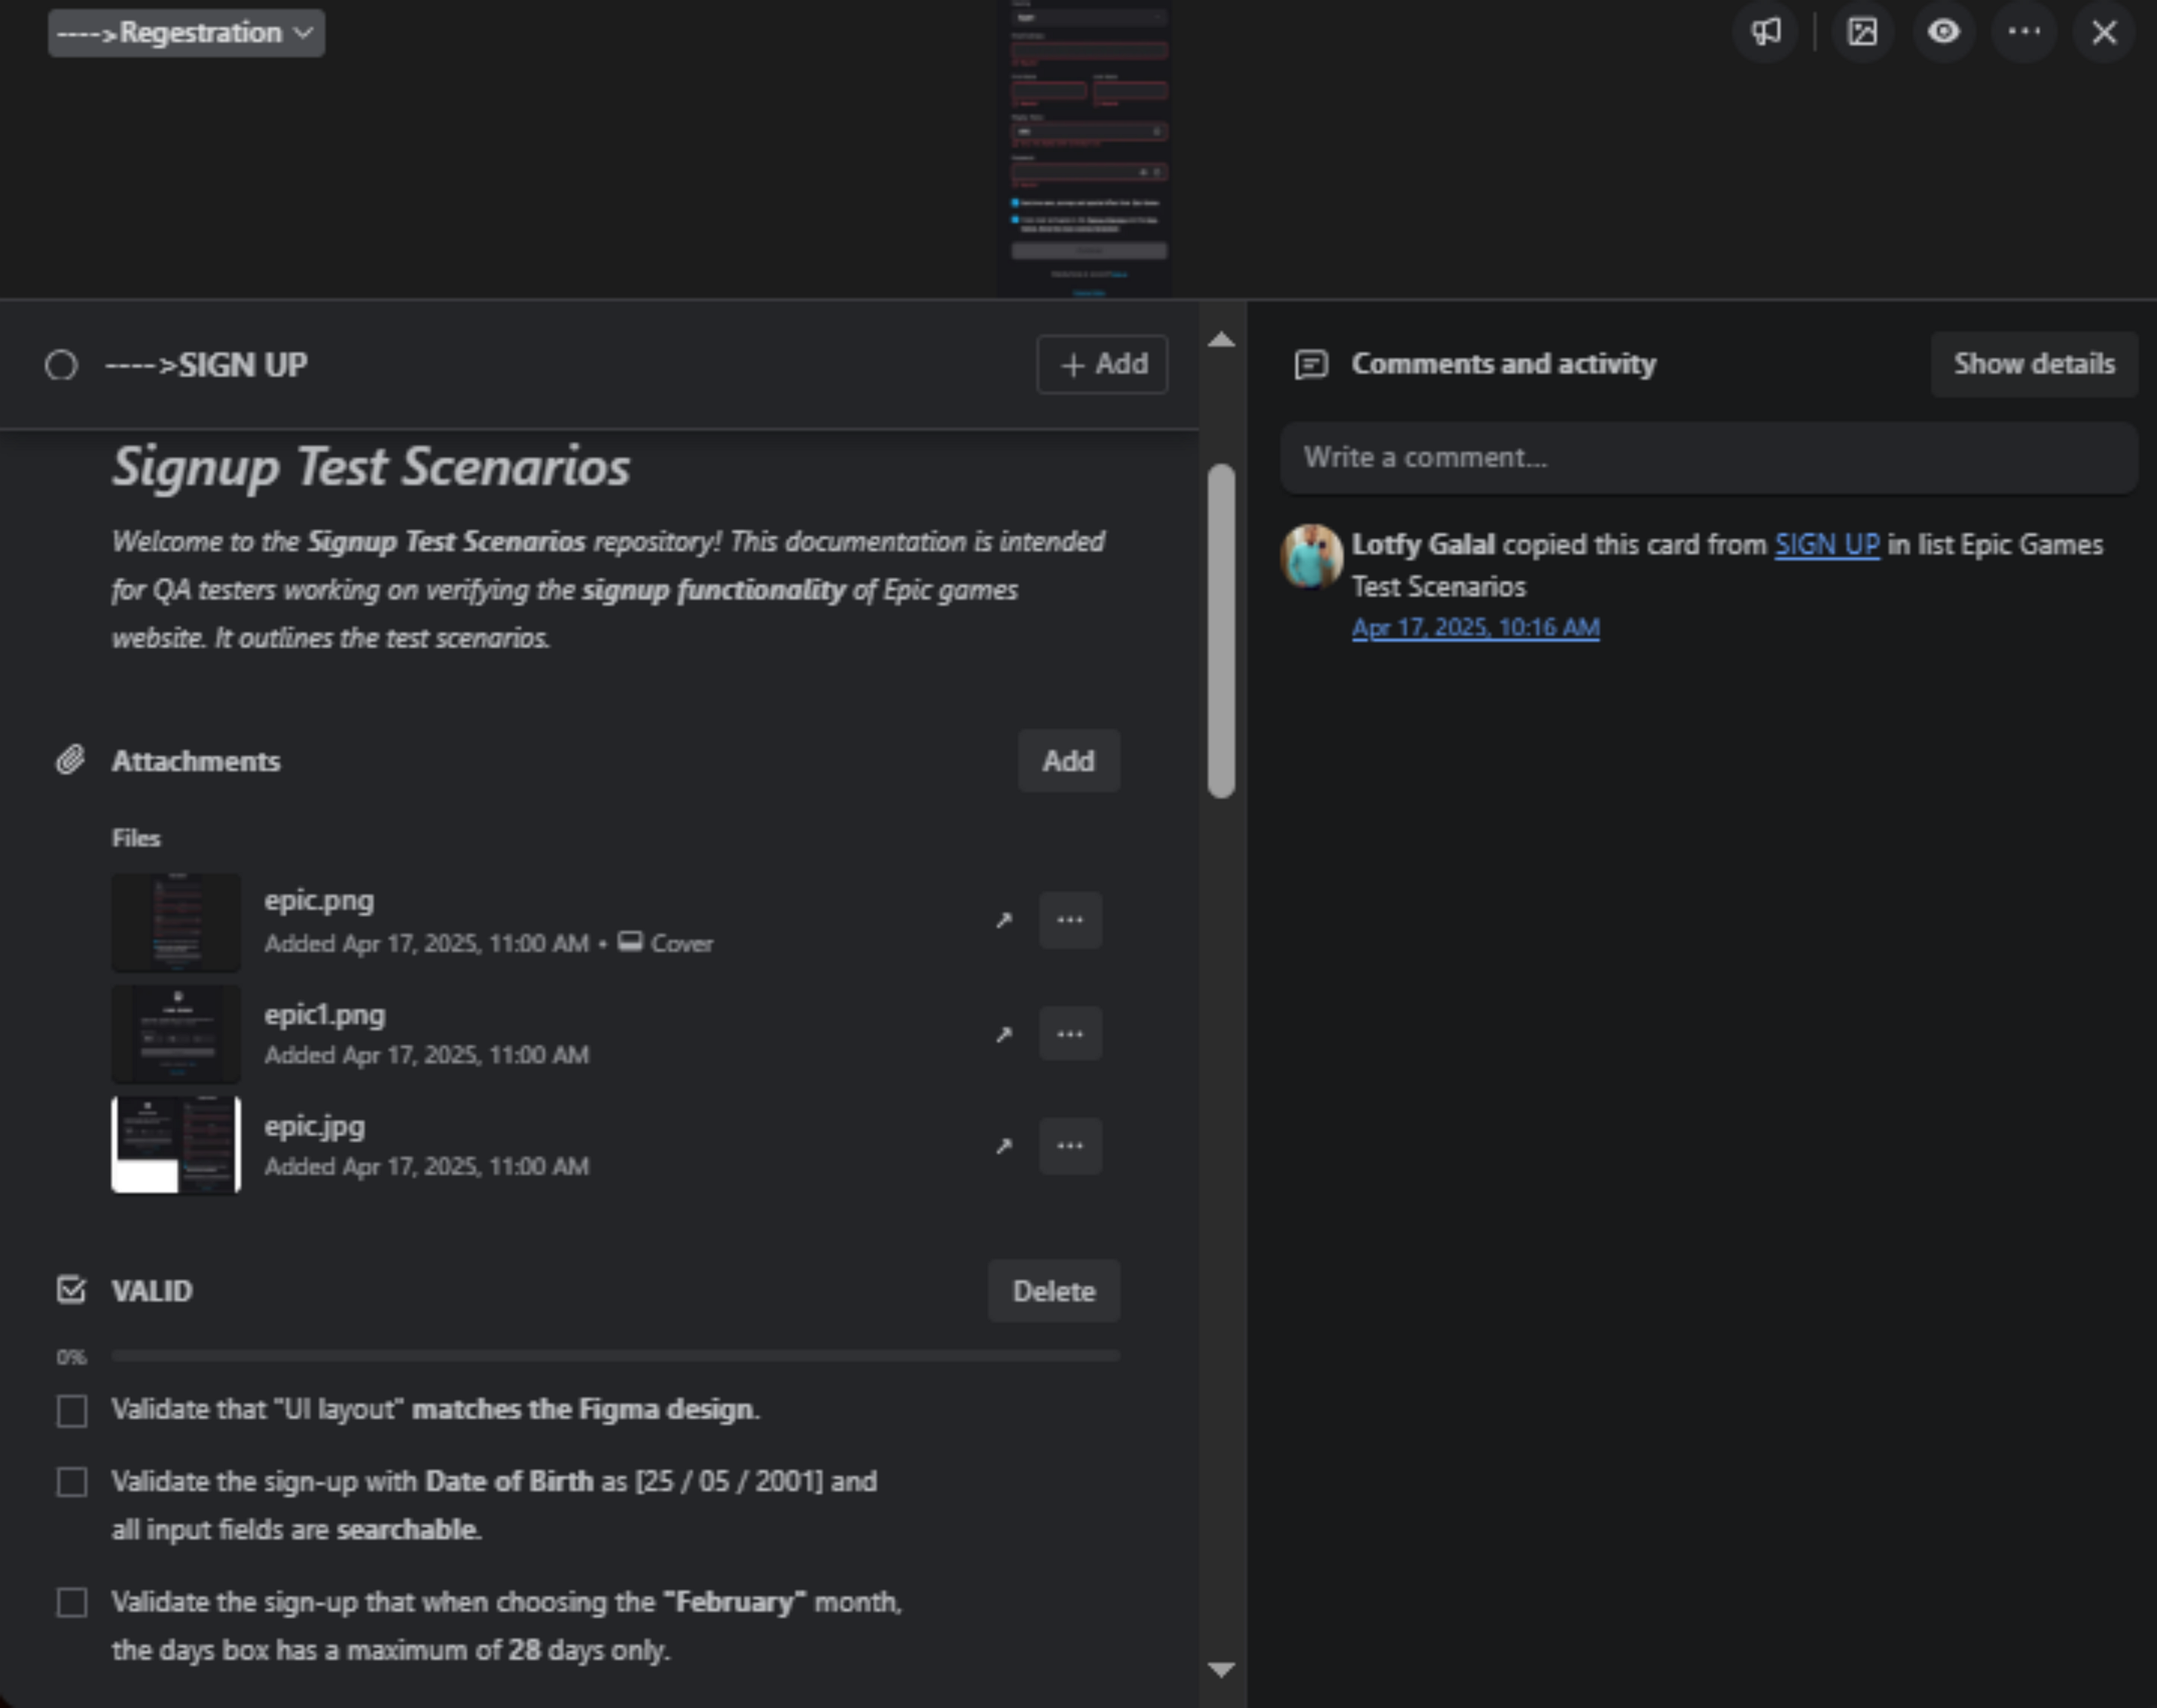 ---->Regestration
---->SIGN UP
+ Add
Signup Test Scenarios
Welcome to the Signup Test Scenarios repository! This documentation is intended
for QA testers working on verifying the signup functionality of Epic games
website. It outlines the test scenarios.
Attachments
Add
Files
epic.png
Added Apr 17, 2025, 11:00 AM • Cover
epic1.png
Added Apr 17, 2025, 11:00 AM
epic.jpg
Added Apr 17, 2025, 11:00 AM
VALID
Delete
0%
Validate that "UI layout" matches the Figma design.
Validate the sign-up with Date of Birth as [25 / 05 / 2001] and
all input fields are searchable.
Validate the sign-up that when choosing the "February" month,
the days box has a maximum of 28 days only.
Comments and activity
Show details
Write a comment...
Lotfy Galal copied this card from SIGN UP in list Epic Games
Test Scenarios
Apr 17, 2025, 10:16 AM